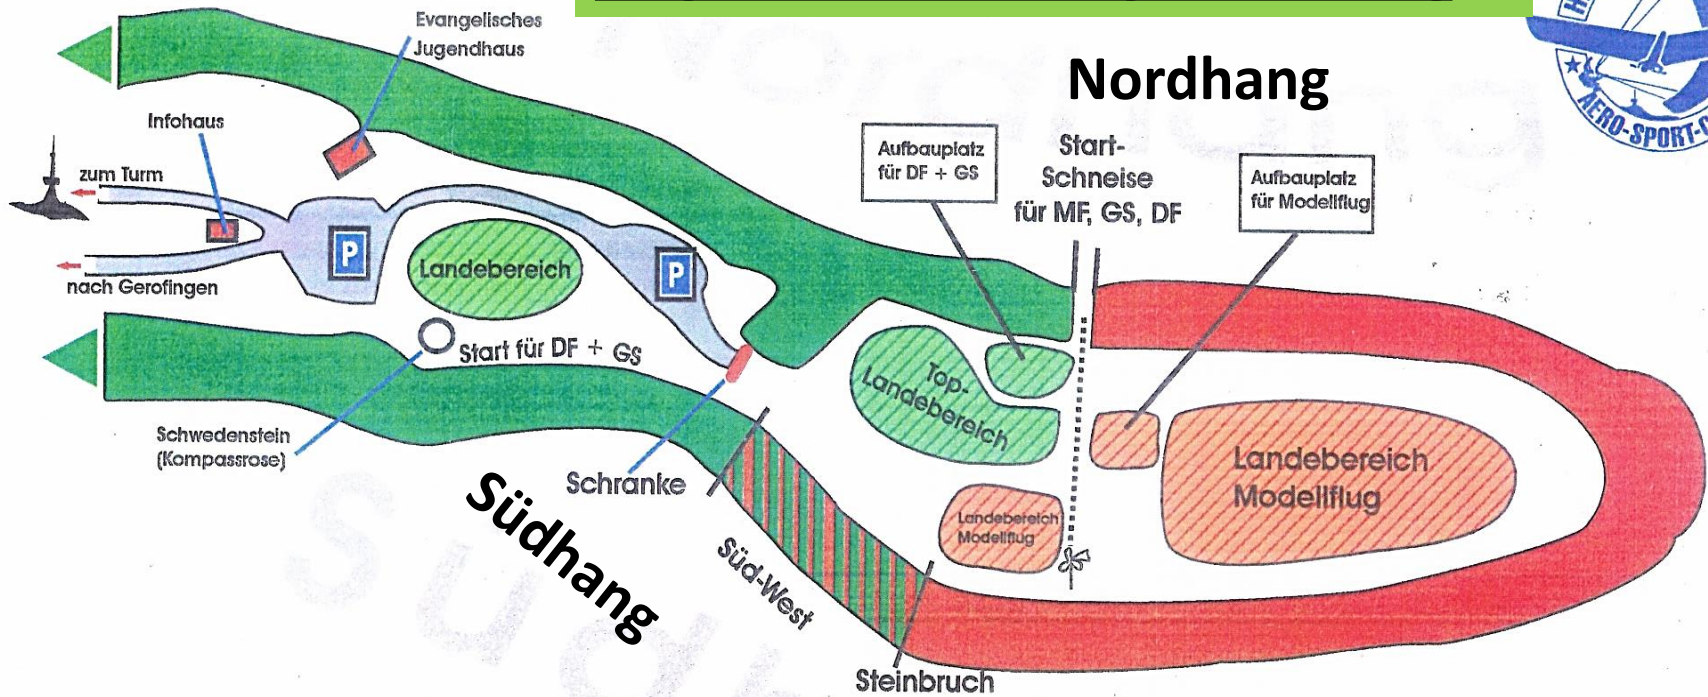 Evangelisches
Jugendhaus
Nordhang
Infohaus
Aufbauplatz
für DF + GS
Start-
Schneise
für MF, GS, DF
Aufbauplatz
für Modellflug
zum Turm
P
Landebereich
P
nach Gerofingen
Start für DF + GS
Top-
Landebereich
Schwedenstein
(Kompassrose)
Schranke
Südhang
Süd-West
Landebereich
Modellflug
Landebereich
Modellflug
Steinbruch
AERO-SPORT-